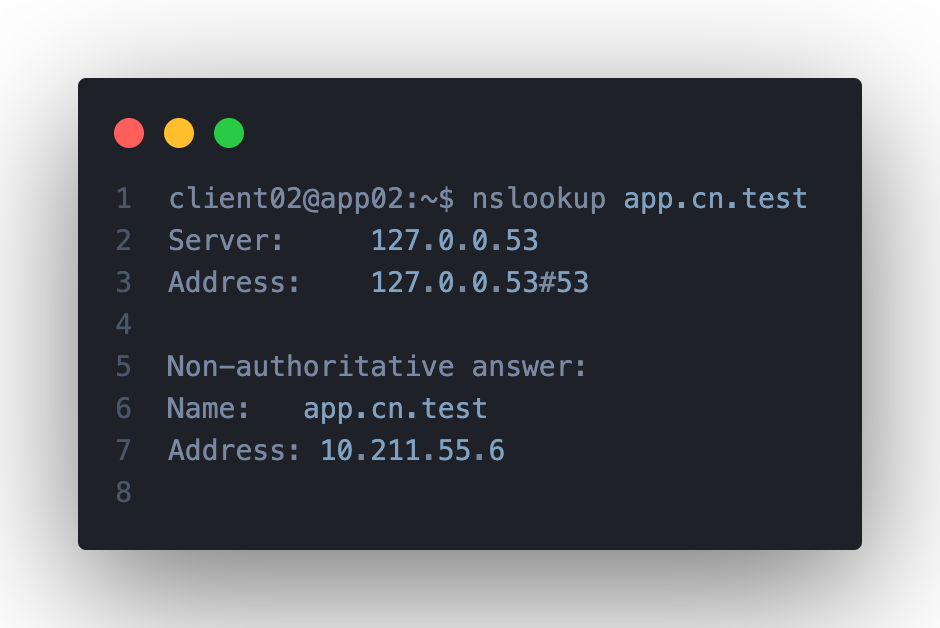 1 client02@app02:~$ nslookup app.cn.test
2 Server: 127.0.0.53
3 Address: 127.0.0.53#53
4
5 Non-authoritative answer:
6 Name: app.cn.test
7 Address: 10.211.55.6
8